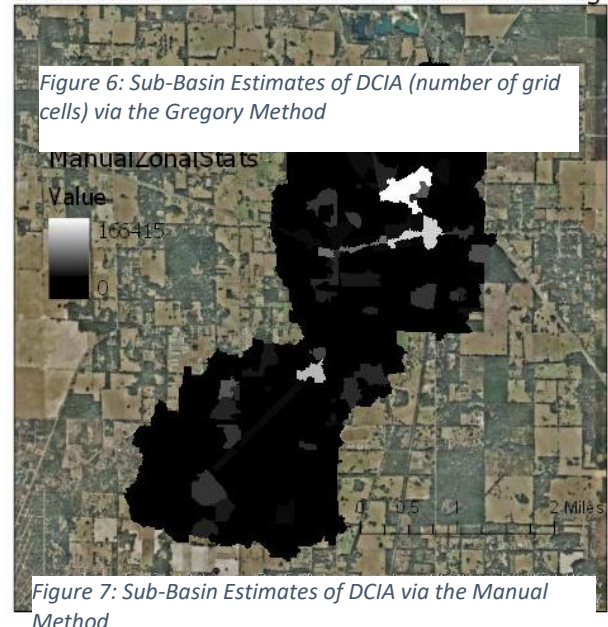 Figure 6: Sub-Basin Estimates of DCIA (number of grid
cells) via the Gregory Method
ManualZonalStats
Value
166415
0
0 0.5 1 2 Miles
Figure 7: Sub-Basin Estimates of DCIA via the Manual
Method